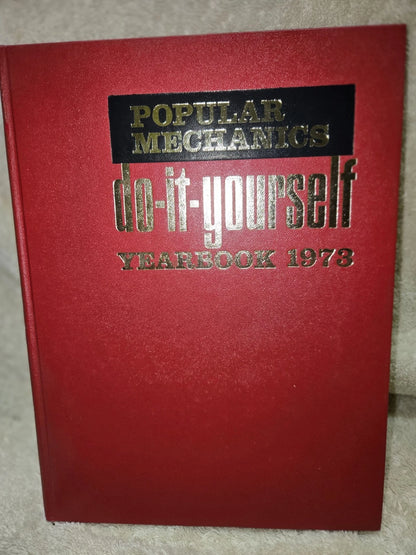 POPULAR
MECHANICS
do-it-yourself
YEARBOOK 1973